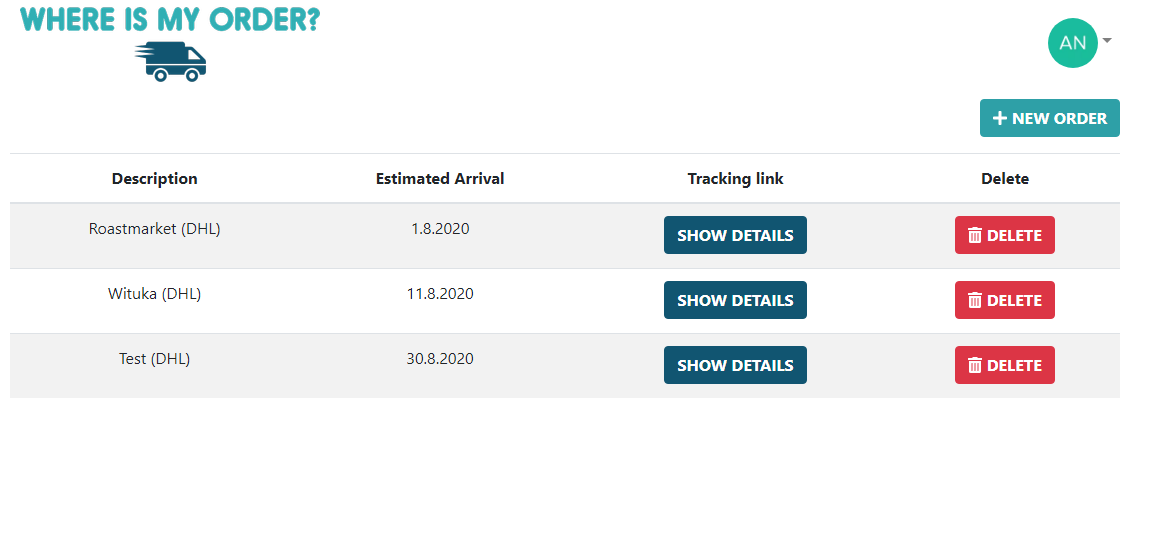 WHERE IS MY ORDER?
AN
NEW ORDER
Description Estimated Arrival Tracking link Delete
Roastmarket (DHL) 1.8.2020 SHOW DETAILS DELETE
Wituka (DHL) 11.8.2020 SHOW DETAILS DELETE
Test (DHL) 30.8.2020 SHOW DETAILS DELETE